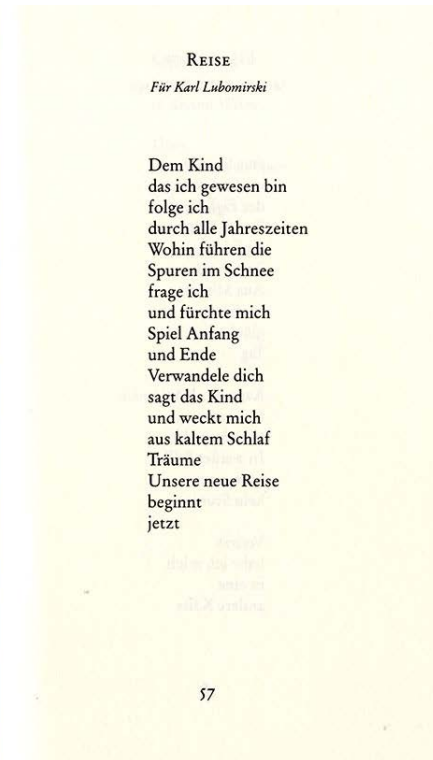 REISE
Für Karl Lubomirski
Dem Kind
das ich gewesen bin
folge ich
durch alle Jahreszeiten
Wohin führen die
Spuren im Schnee
frage ich
und fürchte mich
Spiel Anfang
und Ende
Verwandele dich
sagt das Kind
und weckt mich
aus kaltem Schlaf
Träume
Unsere neue Reise
beginnt
jetzt
57